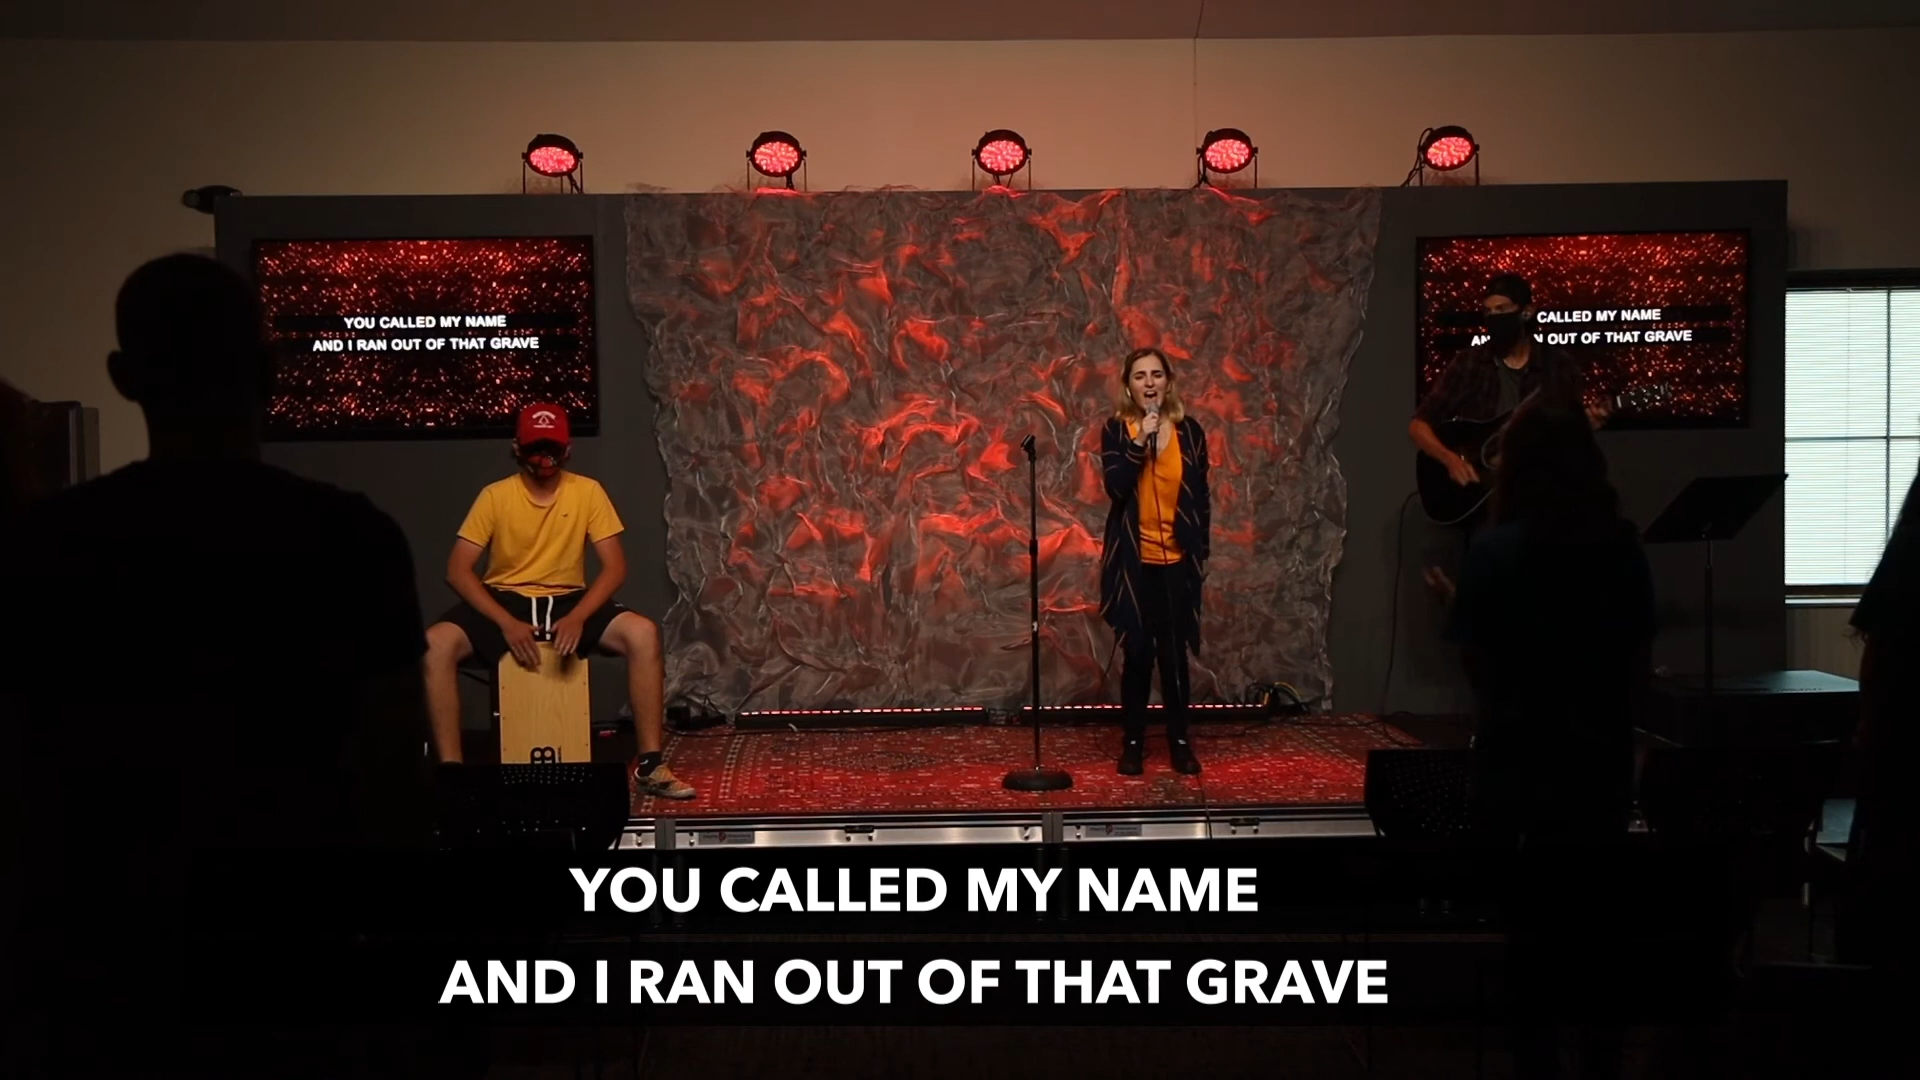 YOU CALLED MY NAME
AND I RAN OUT OF THAT GRAVE
CALLED MY NAME
OUT OF THAT GRAVE
YOU CALLED MY NAME
AND I RAN OUT OF THAT GRAVE